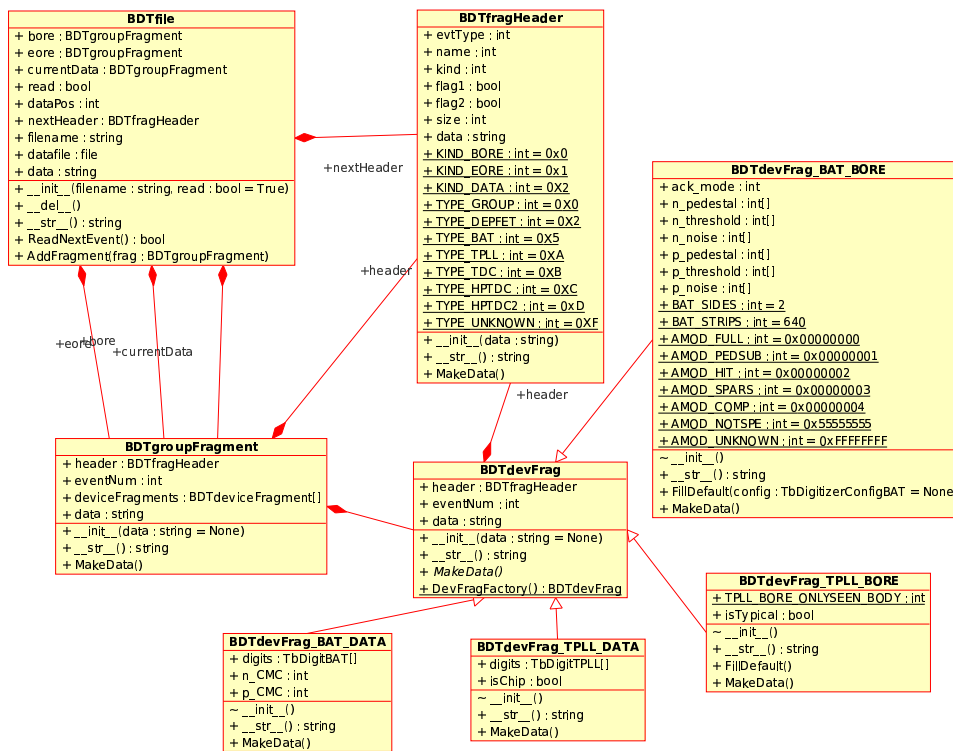 BDTfile
+ bore : BDTgroupFragment
+ eore : BDTgroupFragment
+ currentData : BDTgroupFragment
+ read : bool
+ dataPos : int
+ nextHeader : BDTfragHeader
+ filename : string
+ datafile : file
+ data : string
+ __init__(filename : string, read : bool = True)
+ __del__()
+ __str__() : string
+ ReadNextEvent() : bool
+ AddFragment(frag : BDTgroupFragment)
BDTfragHeader
+ evtType : int
+ name : int
+ kind : int
+ flag1 : bool
+ flag2 : bool
+ size : int
+ data : string
+ KIND_BORE : int = 0x0
+ KIND_EORE : int = 0x1
+ KIND_DATA : int = 0X2
+ TYPE_GROUP : int = 0X0
+ TYPE_DEPFET : int = 0X2
+ TYPE_BAT : int = 0X5
+ TYPE_TPLL : int = 0XA
+ TYPE_TDC : int = 0XB
+ TYPE_HPTDC : int = 0XC
+ TYPE_HPTDC2 : int = 0xD
+ TYPE_UNKNOWN : int = 0XF
+ __init__(data : string)
+ __str__() : string
+ MakeData()
+nextHeader
+header
+eore
+bore
+currentData
+header
BDTdevFrag_BAT_BORE
+ ack_mode : int
+ n_pedestal : int[]
+ n_threshold : int[]
+ n_noise : int[]
+ p_pedestal : int[]
+ p_threshold : int[]
+ p_noise : int[]
+ BAT_SIDES : int = 2
+ BAT_STRIPS : int = 640
+ AMOD_FULL : int = 0x00000000
+ AMOD_PEDSUB : int = 0x00000001
+ AMOD_HIT : int = 0x00000002
+ AMOD_SPARS : int = 0x00000003
+ AMOD_COMP : int = 0x00000004
+ AMOD_NOTSPE : int = 0x55555555
+ AMOD_UNKNOWN : int = 0xFFFFFFFF
~ __init__()
+ __str__() : string
+ FillDefault(config : TbDigitizerConfigBAT = None
+ MakeData()
BDTgroupFragment
+ header : BDTfragHeader
+ eventNum : int
+ deviceFragments : BDTdeviceFragment[]
+ data : string
+ __init__(data : string = None)
+ __str__() : string
+ MakeData()
BDTdevFrag
+ header : BDTfragHeader
+ eventNum : int
+ data : string
+ __init__(data : string = None)
+ __str__() : string
+ MakeData()
+ DevFragFactory() : BDTdevFrag
BDTdevFrag_TPLL_BORE
+ TPLL_BORE_ONLYSEEN_BODY : int
+ isTypical : bool
~ __init__()
+ __str__() : string
+ FillDefault()
+ MakeData()
BDTdevFrag_BAT_DATA
+ digits : TbDigitBAT[]
+ n_CMC : int
+ p_CMC : int
~ __init__()
+ __str__() : string
+ MakeData()
BDTdevFrag_TPLL_DATA
+ digits : TbDigitTPLL[]
+ isChip : bool
~ __init__()
+ __str__() : string
+ MakeData()